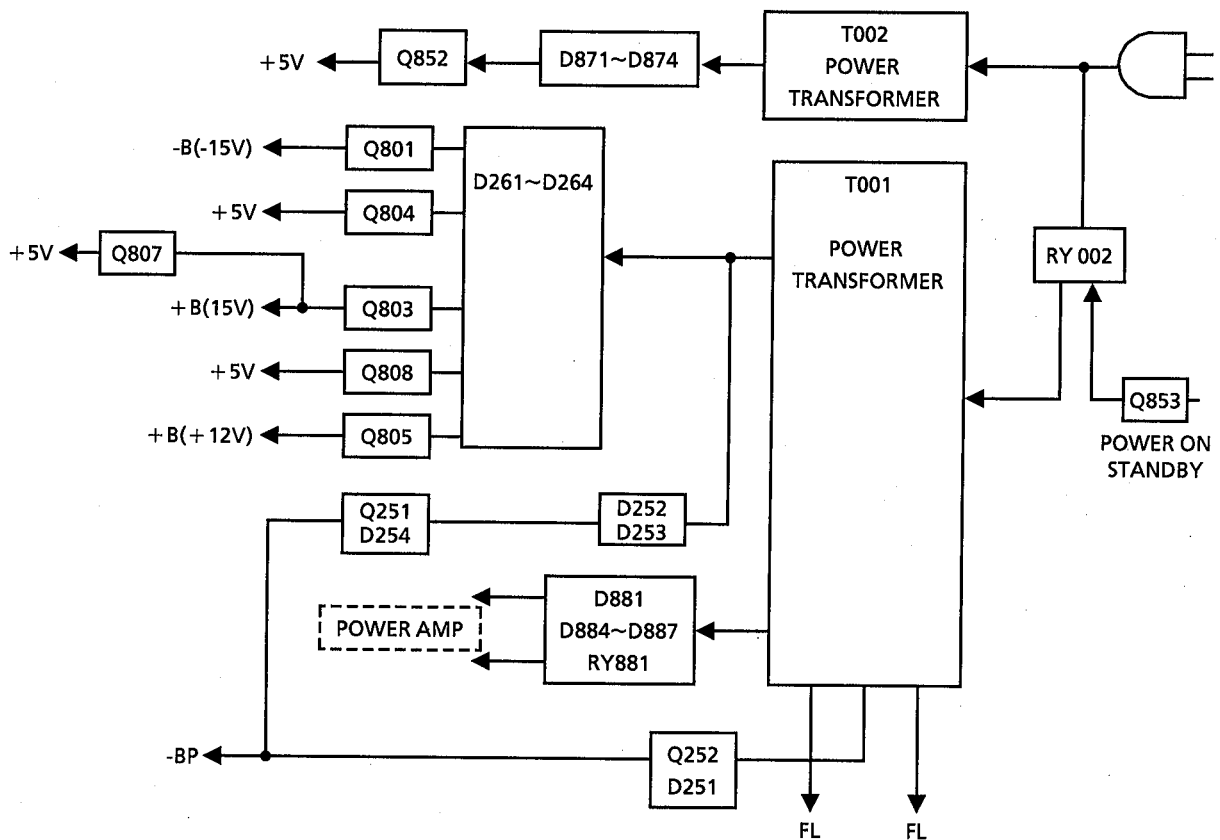 T002
POWER
TRANSFORMER
+5V
Q852
D871~D874
-B(-15V)
Q801
D261~D264
T001
POWER
TRANSFORMER
+5V
Q804
+5V
Q807
RY 002
+B(15V)
Q803
+5V
Q808
Q853
POWER ON
STANDBY
+B(+12V)
Q805
Q251
D254
D252
D253
D881
D884~D887
RY881
POWER AMP
-BP
Q252
D251
FL
FL